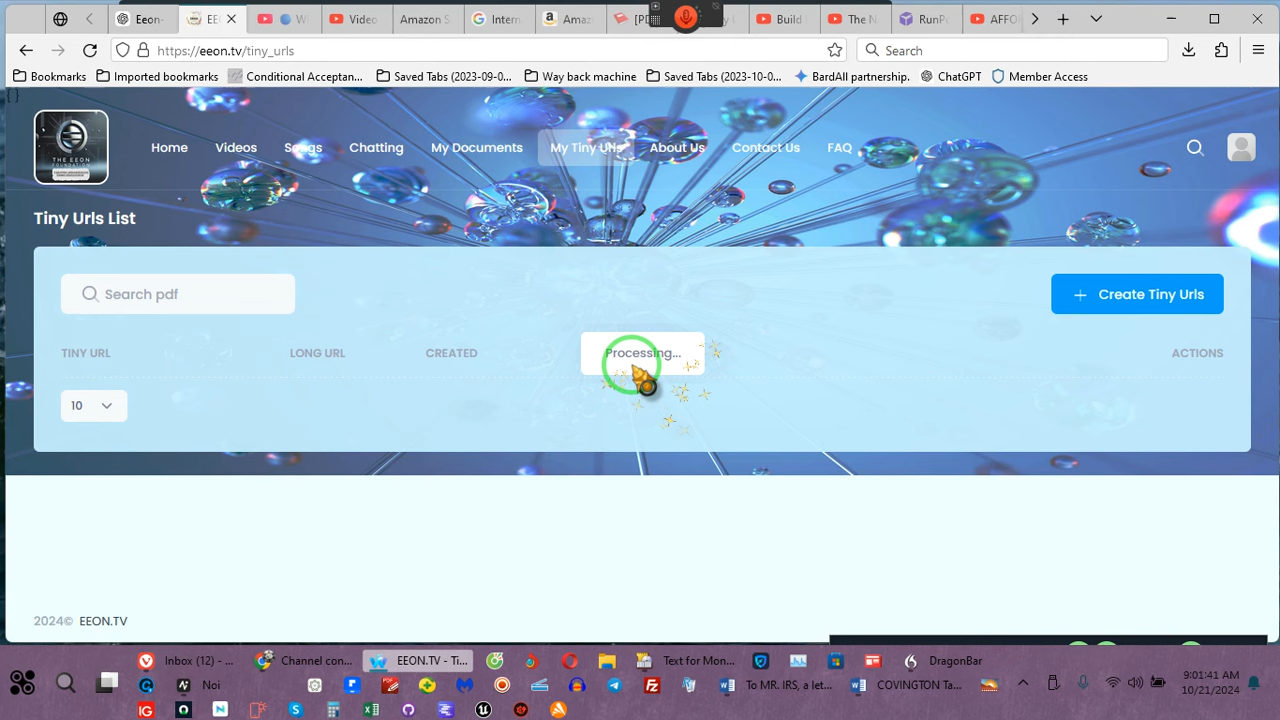 Eeon-
EE
W
Video
Amazon S
Intern
Amaz
[PD
Build
The N
RunP
AFFO
https://eeon.tv/tiny_urls
Search
Bookmarks
Imported bookmarks
Conditional Acceptan...
Saved Tabs (2023-09-0...
Way back machine
Saved Tabs (2023-10-0...
BardAll partnership.
ChatGPT
Member Access
{}
THE EEON
FOUNDATION
Home
Videos
Songs
Chatting
My Documents
My Tiny Urls
About Us
Contact Us
FAQ
Tiny Urls List
Search pdf
+ Create Tiny Urls
TINY URL
LONG URL
CREATED
Processing...
ACTIONS
10
2024© EEON.TV
Inbox (12) - ...
Channel con...
EEON.TV - Ti...
Text for Mon...
DragonBar
Noi
To MR. IRS, a let...
COVINGTON Ta...
9:01:41 AM
10/21/2024